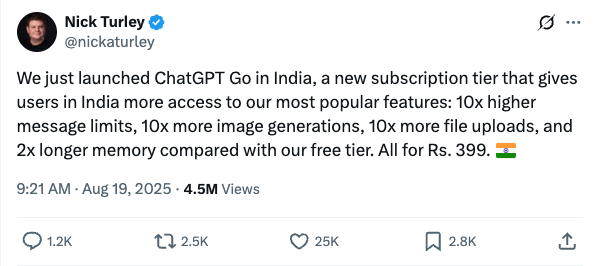 Nick Turley
@nickaturley
We just launched ChatGPT Go in India, a new subscription tier that gives
users in India more access to our most popular features: 10x higher
message limits, 10x more image generations, 10x more file uploads, and
2x longer memory compared with our free tier. All for Rs. 399. 🇮🇳
9:21 AM · Aug 19, 2025 · 4.5M Views
1.2K 2.5K 25K 2.8K